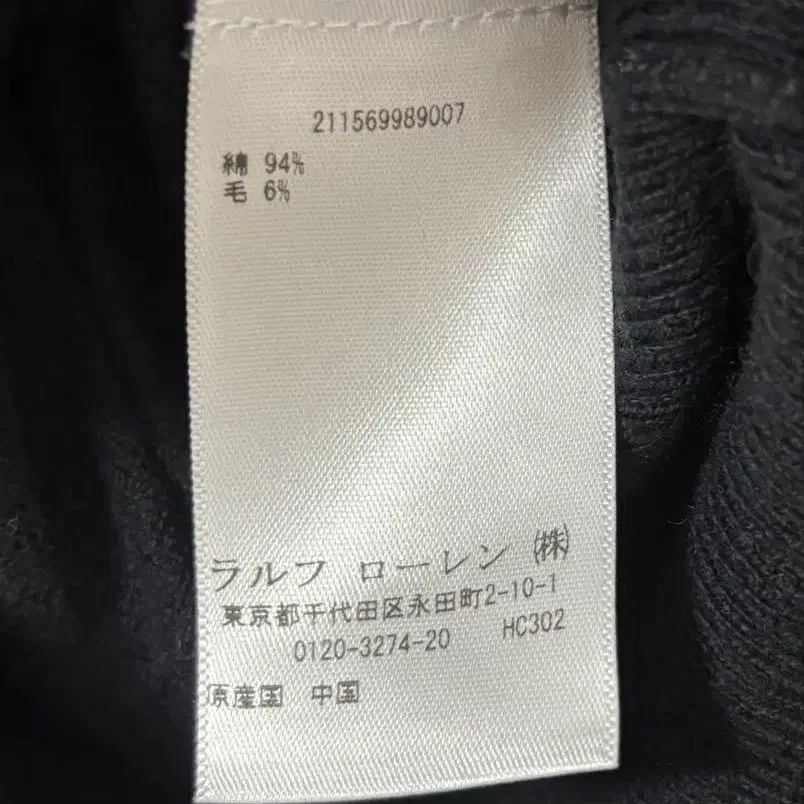 211569989007
綿 94%
毛 6%
ラルフ ローレン ㈱
東京都千代田区永田町2-10-1
0120-3274-20 HC302
原産国 中国